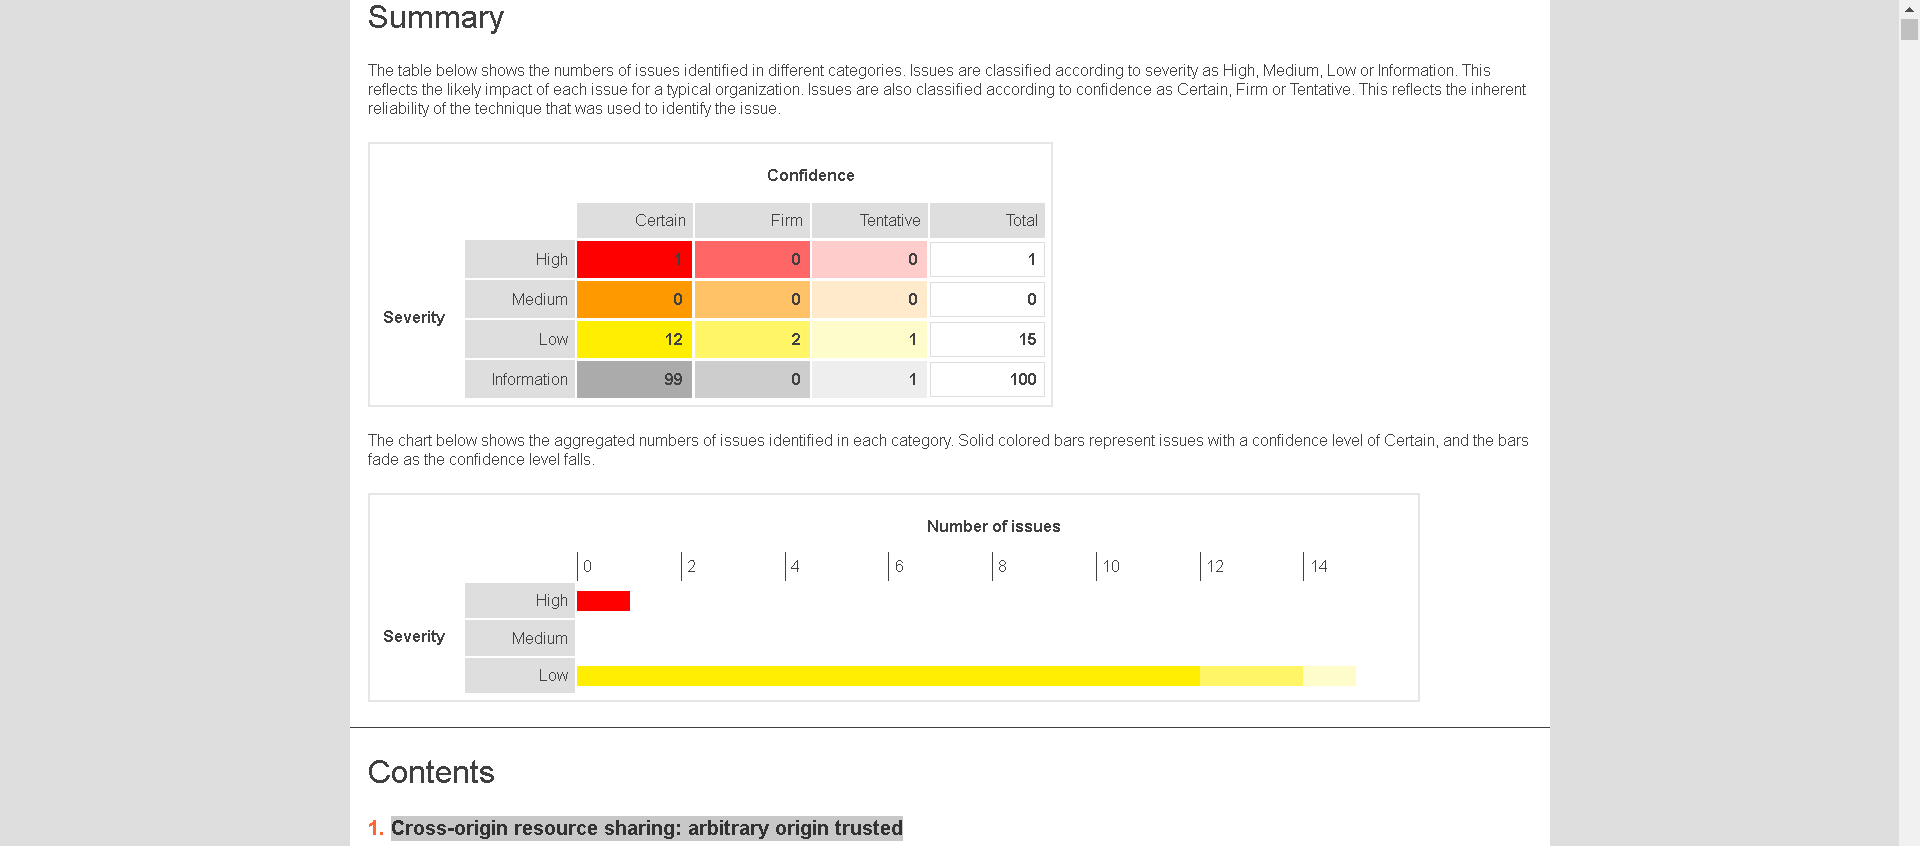 Summary
The table below shows the numbers of issues identified in different categories. Issues are classified according to severity as High, Medium, Low or Information. This
reflects the likely impact of each issue for a typical organization. Issues are also classified according to confidence as Certain, Firm or Tentative. This reflects the inherent
reliability of the technique that was used to identify the issue.
Confidence
Certain Firm Tentative Total
High 1 0 0 1
Medium 0 0 0 0
Severity
Low 12 2 1 15
Information 99 0 1 100
The chart below shows the aggregated numbers of issues identified in each category. Solid colored bars represent issues with a confidence level of Certain, and the bars
fade as the confidence level falls.
Number of issues
0 2 4 6 8 10 12 14
High
Severity
Medium
Low
Contents
1. Cross-origin resource sharing: arbitrary origin trusted